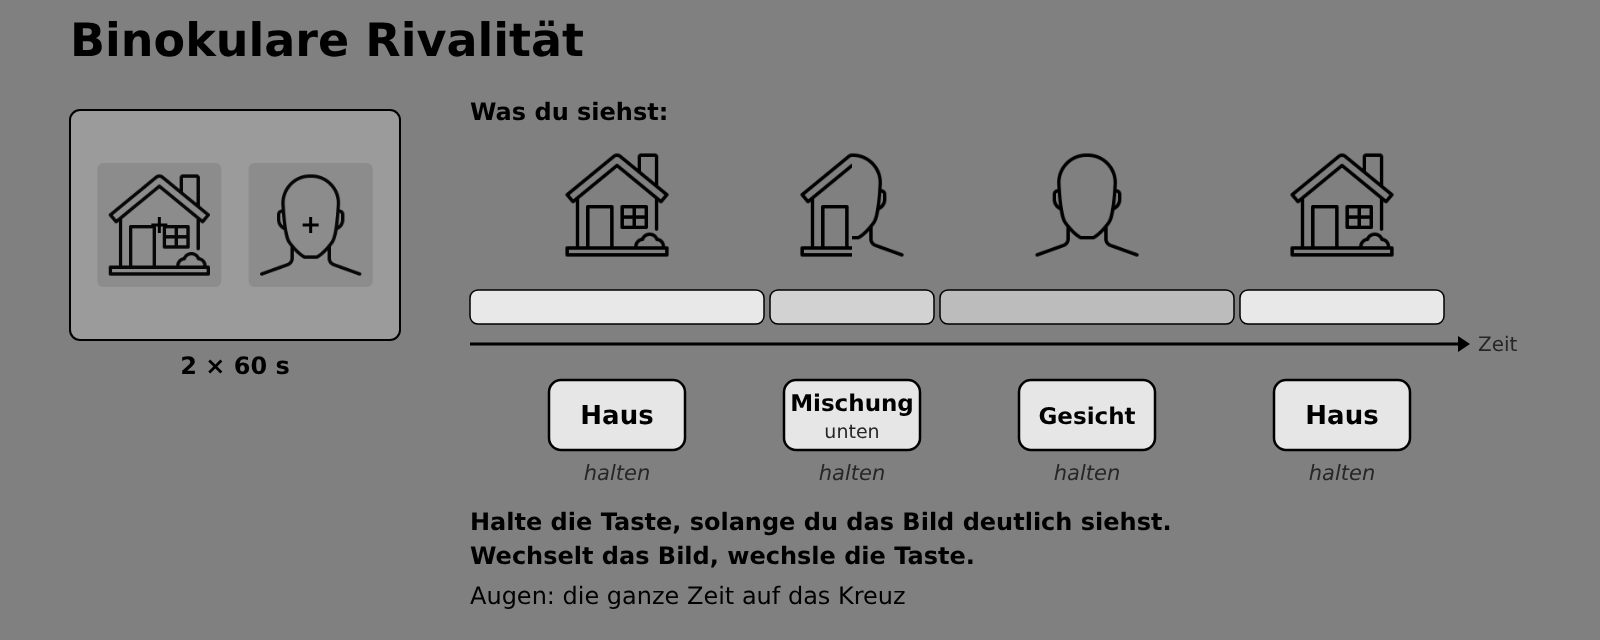 Binokulare Rivalität
Was du siehst:
2 × 60 s
Zeit
Haus
Mischung
unten
Gesicht
Haus
halten
halten
halten
halten
Halte die Taste, solange du das Bild deutlich siehst.
Wechselt das Bild, wechsle die Taste.
Augen: die ganze Zeit auf das Kreuz